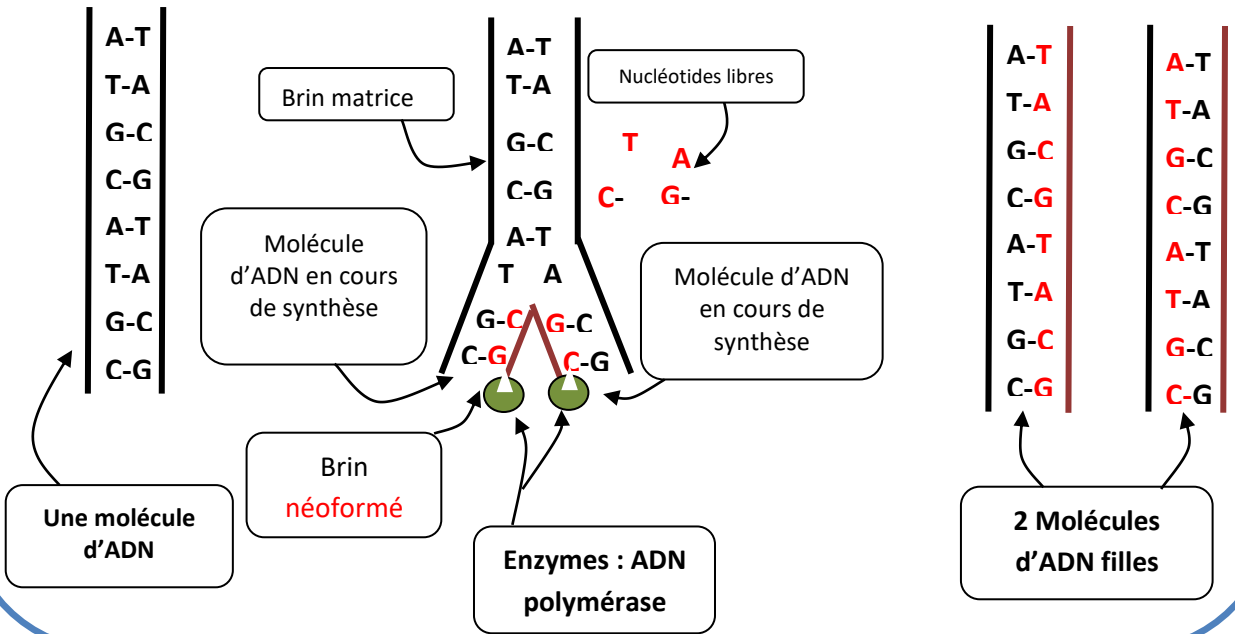 A-T
T-A
G-C
C-G
A-T
T-A
G-C
C-G
Une molécule
d’ADN
Brin matrice
A-T
T-A
G-C
C-G
A-T
T A
G-C G-C
C-G C-G
Nucléotides libres
T
A
C- G-
Molécule
d’ADN en cours
de synthèse
Molécule d’ADN
en cours de
synthèse
Brin
néoformé
Enzymes : ADN
polymérase
A-T
T-A
G-C
C-G
A-T
T-A
G-C
C-G
A-T
T-A
G-C
C-G
A-T
T-A
G-C
C-G
2 Molécules
d’ADN filles